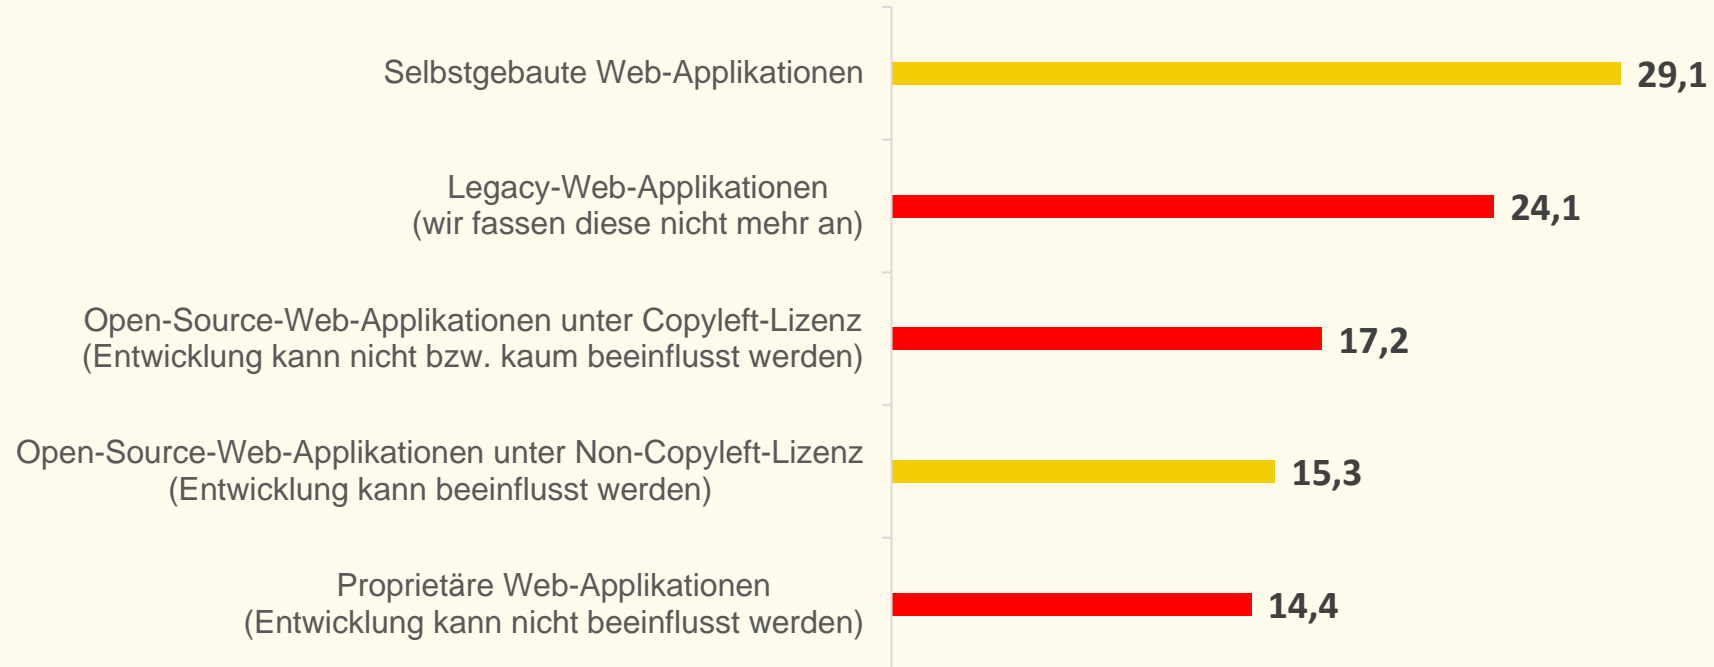 Selbstgebaute Web-Applikationen
29,1
Legacy-Web-Applikationen
(wir fassen diese nicht mehr an)
24,1
Open-Source-Web-Applikationen unter Copyleft-Lizenz
(Entwicklung kann nicht bzw. kaum beeinflusst werden)
17,2
Open-Source-Web-Applikationen unter Non-Copyleft-Lizenz
(Entwicklung kann beeinflusst werden)
15,3
Proprietäre Web-Applikationen
(Entwicklung kann nicht beeinflusst werden)
14,4